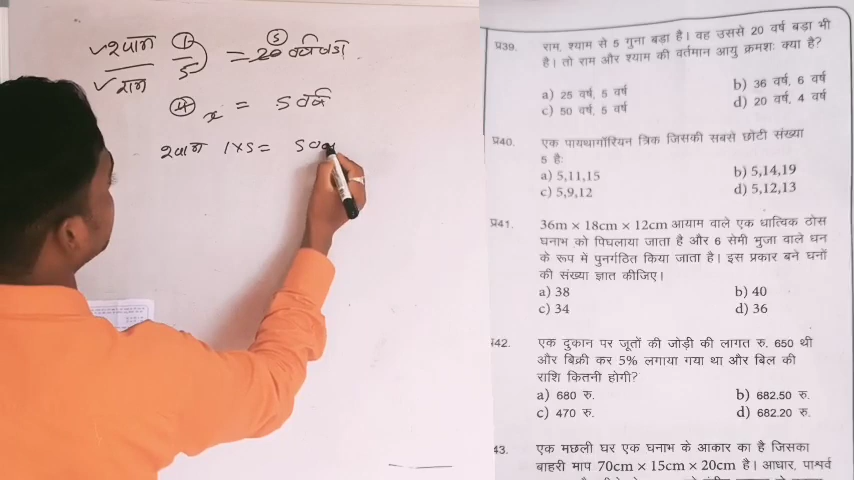 श्याम 1
राम 5 = 20 वर्ष बड़ा
5
4 x = 5 वर्ष
श्याम 1×5 = 5 वर्ष
प्र39. राम, श्याम से 5 गुना बड़ा है। वह उससे 20 वर्ष बड़ा भी
है। तो राम और श्याम की वर्तमान आयु क्रमशः क्या है?
a) 25 वर्ष, 5 वर्ष b) 36 वर्ष, 6 वर्ष
c) 50 वर्ष, 5 वर्ष d) 20 वर्ष, 4 वर्ष
प्र40. एक पायथागॉरियन त्रिक जिसकी सबसे छोटी संख्या
5 है:
a) 5,11,15 b) 5,14,19
c) 5,9,12 d) 5,12,13
प्र41. 36m × 18cm × 12cm आयाम वाले एक धात्विक ठोस
घनाभ को पिघलाया जाता है और 6 सेमी भुजा वाले घन
के रूप में पुनर्गठित किया जाता है। इस प्रकार बने घनों
की संख्या ज्ञात कीजिए।
a) 38 b) 40
c) 34 d) 36
42. एक दुकान पर जूतों की जोड़ी की लागत रु. 650 थी
और बिक्री कर 5% लगाया गया था और बिल की
राशि कितनी होगी?
a) 680 रु. b) 682.50 रु.
c) 470 रु. d) 682.20 रु.
43. एक मछली घर एक घनाभ के आकार का है जिसका
बाहरी माप 70cm × 15cm × 20cm है। आधार, पार्श्व